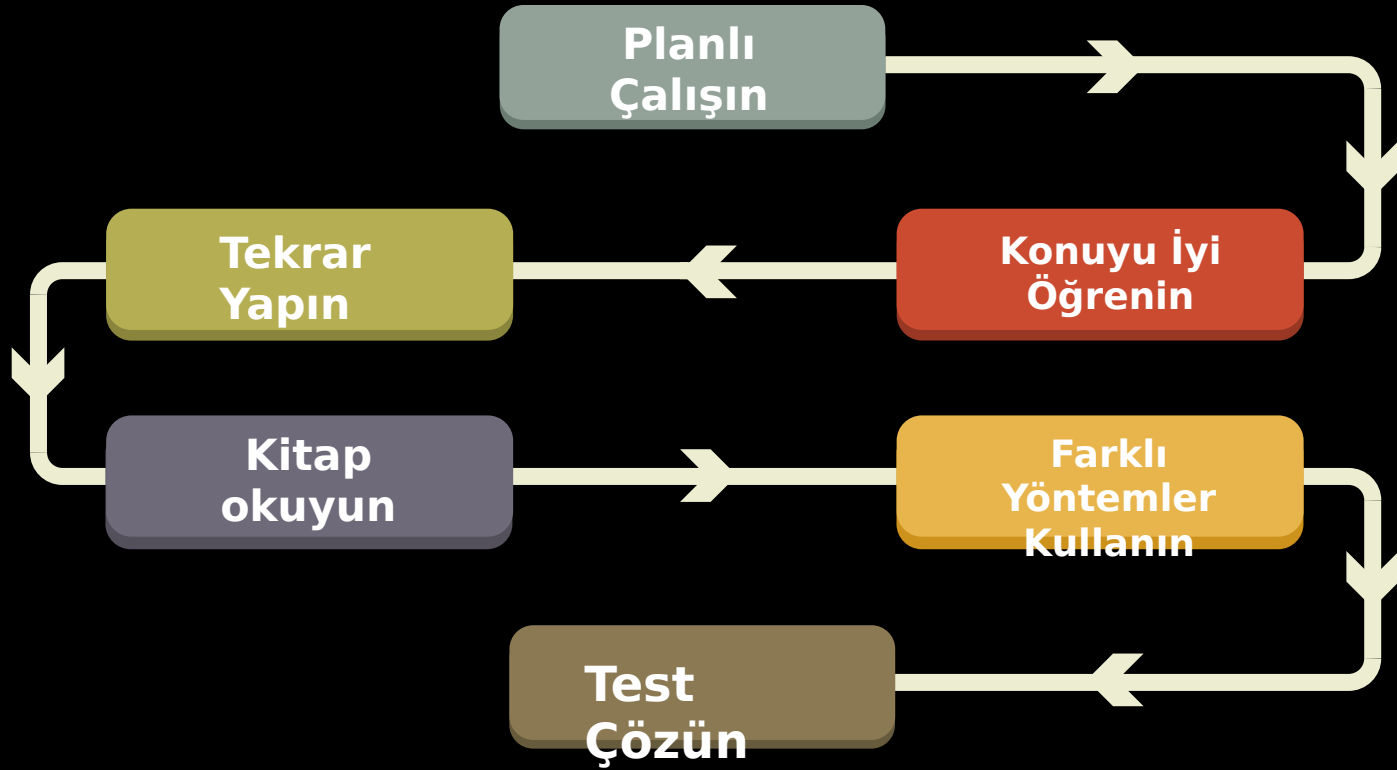 Planlı
Çalışın
Konuyu İyi
Öğrenin
Tekrar
Yapın
Kitap
okuyun
Farklı
Yöntemler
Kullanın
Test
Çözün